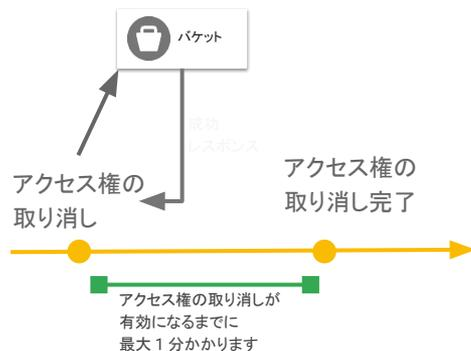 バケット
成功
レスポンス
アクセス権の
取り消し
アクセス権の
取り消し完了
アクセス権の取り消しが
有効になるまでに
最大 1 分かかります